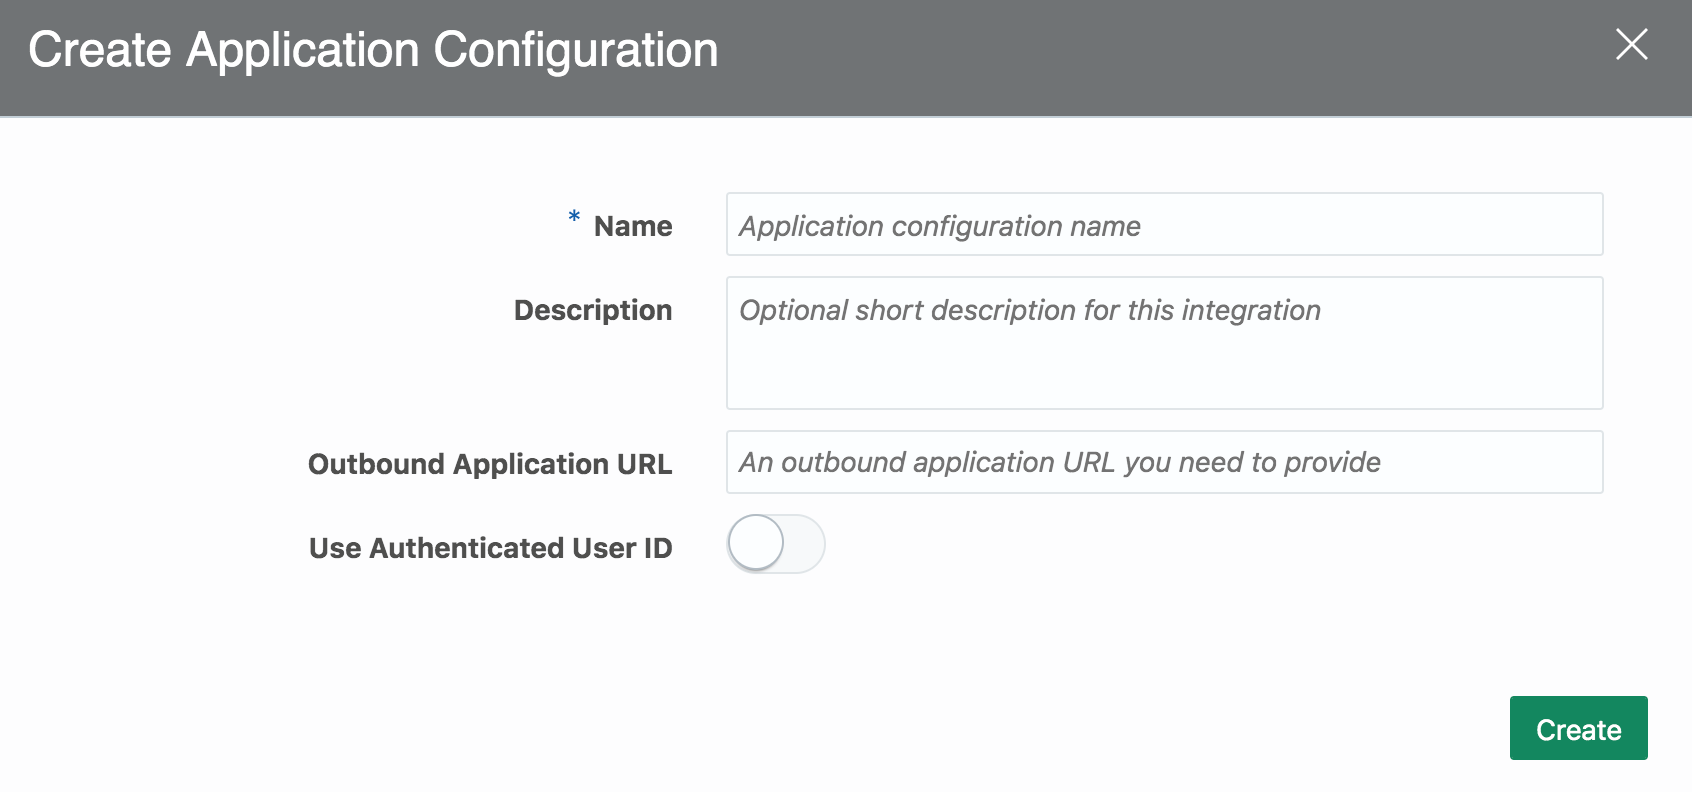 Create Application Configuration
* Name
Application configuration name
Description
Optional short description for this integration
Outbound Application URL
An outbound application URL you need to provide
Use Authenticated User ID
Create